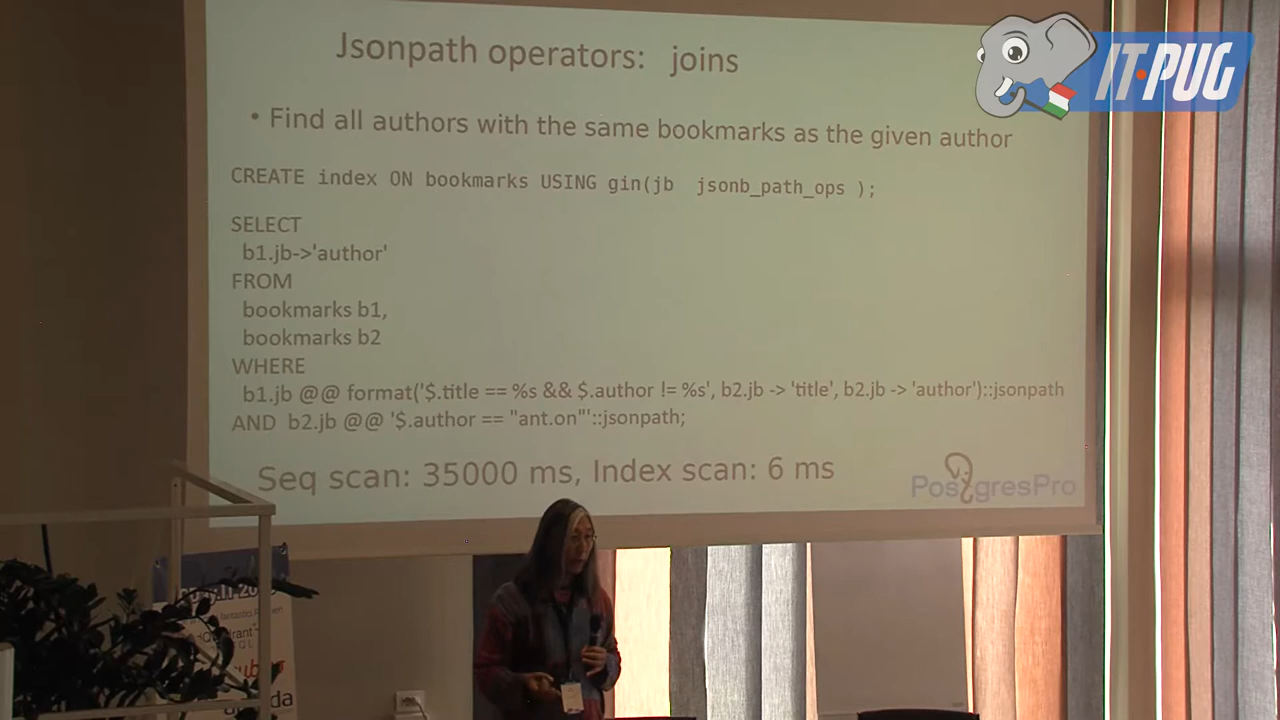 Jsonpath operators: joins
IT·PUG
• Find all authors with the same bookmarks as the given author
CREATE index ON bookmarks USING gin(jb jsonb_path_ops );
SELECT
b1.jb->'author'
FROM
bookmarks b1,
bookmarks b2
WHERE
b1.jb @@ format('$.title == %s && $.author != %s', b2.jb -> 'title', b2.jb -> 'author')::jsonpath
AND b2.jb @@ '$.author == "ant.on"'::jsonpath;
Seq scan: 35000 ms, Index scan: 6 ms
PostgresPro